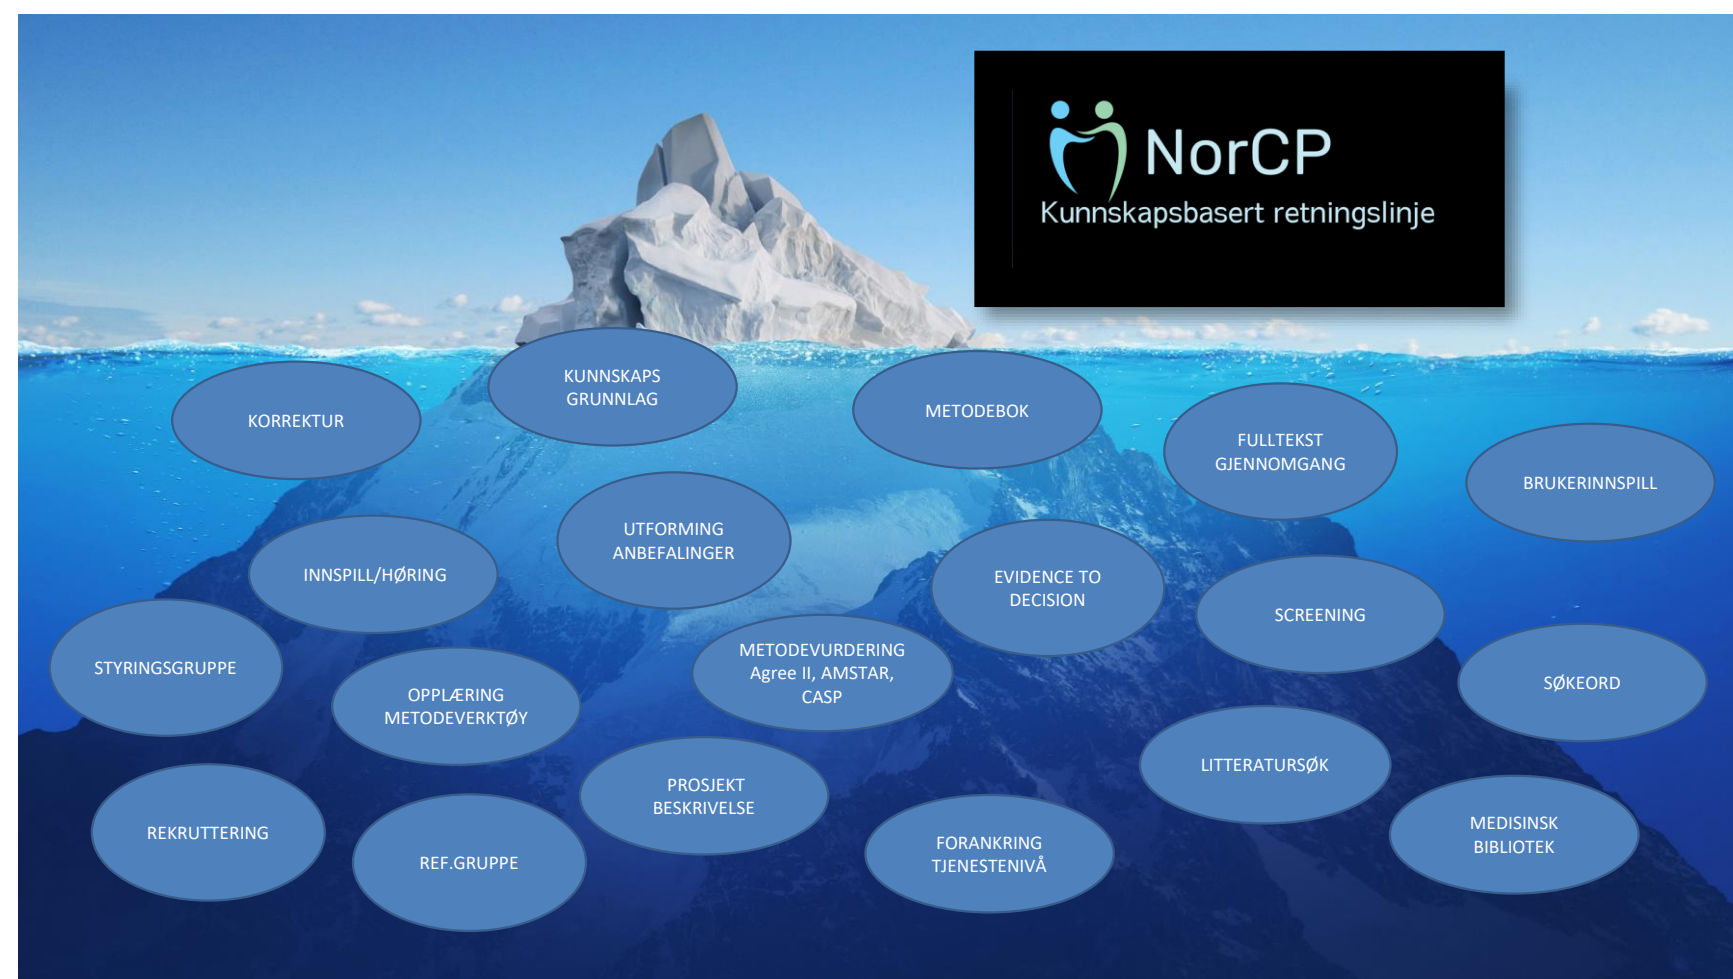 NorCP
Kunnskapsbasert retningslinje
KORREKTUR
KUNNSKAPS
GRUNNLAG
METODEBOK
FULLTEKST
GJENNOMGANG
BRUKERINNSPILL
INNSPILL/HØRING
UTFORMING
ANBEFALINGER
EVIDENCE TO
DECISION
SCREENING
STYRINGSGRUPPE
OPPLÆRING
METODEVERKTØY
METODEVURDERING
Agree II, AMSTAR,
CASP
SØKEORD
PROSJEKT
BESKRIVELSE
LITTERATURSØK
REKRUTTERING
REF.GRUPPE
FORANKRING
TJENESTENIVÅ
MEDISINSK
BIBLIOTEK